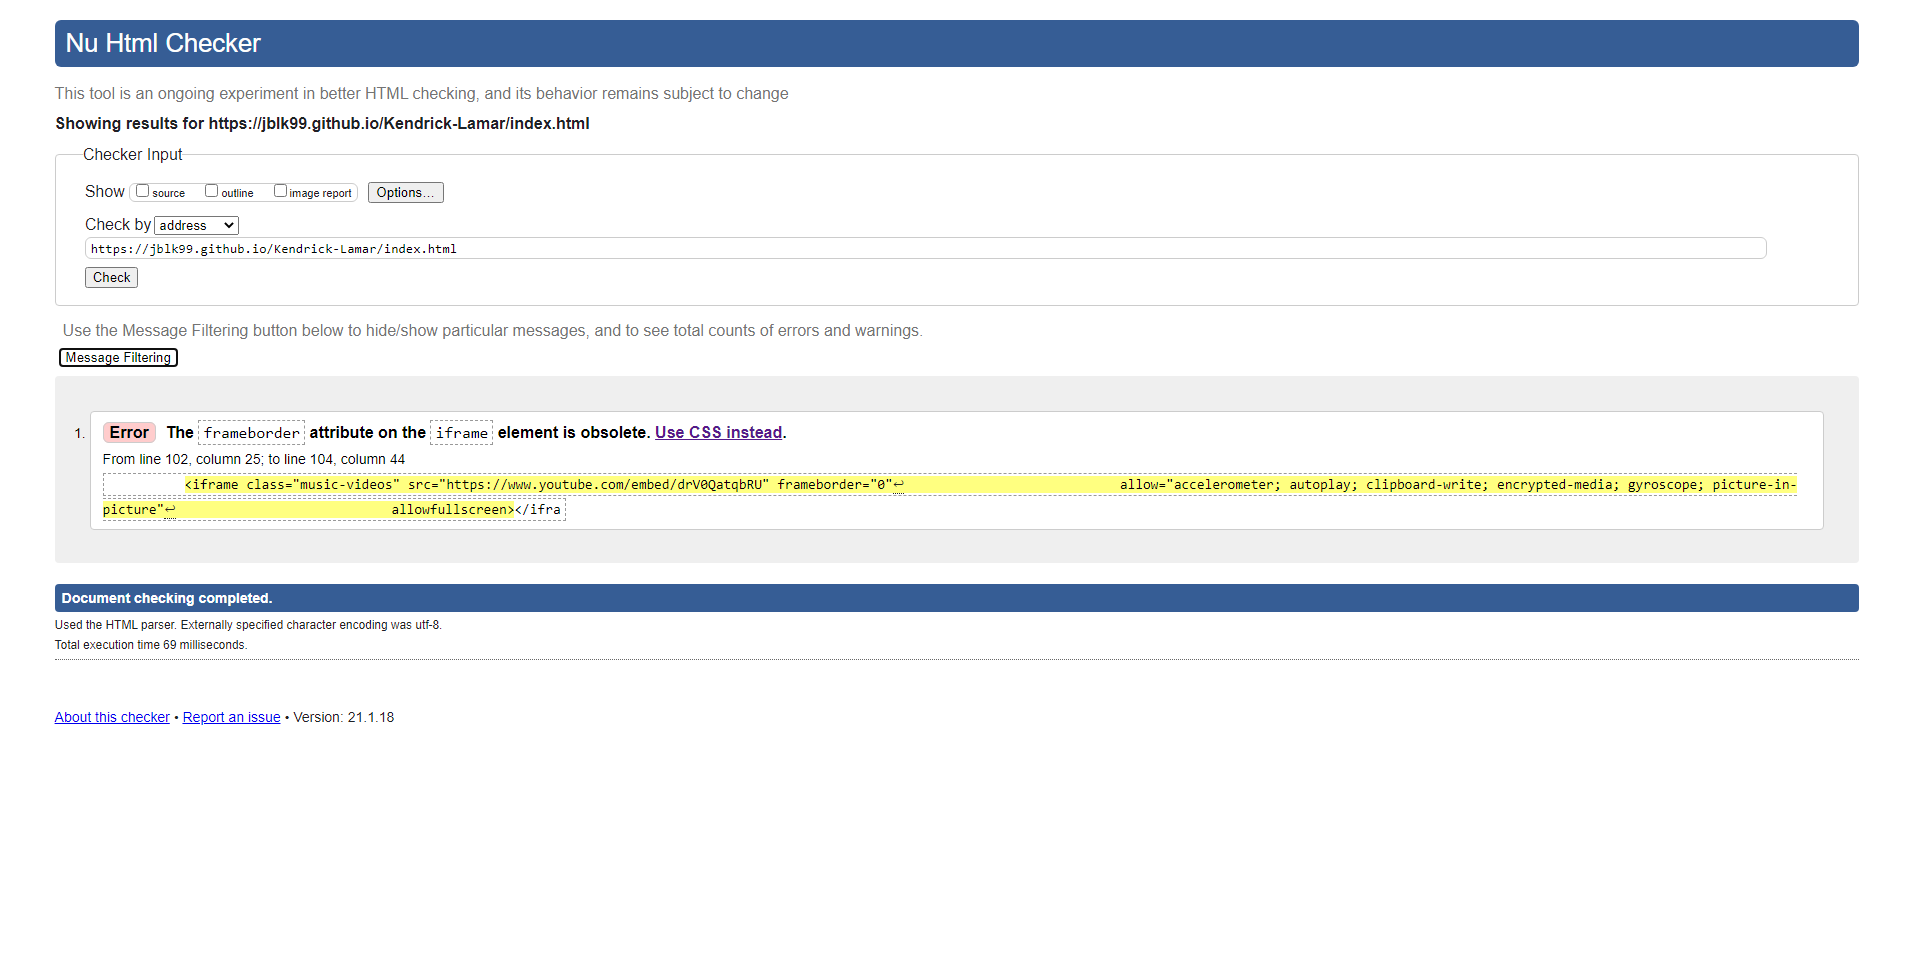 Nu Html Checker
This tool is an ongoing experiment in better HTML checking, and its behavior remains subject to change
Showing results for https://jblk99.github.io/Kendrick-Lamar/index.html
Checker Input
Show source outline image report Options...
Check by address
https://jblk99.github.io/Kendrick-Lamar/index.html
Check
Use the Message Filtering button below to hide/show particular messages, and to see total counts of errors and warnings.
Message Filtering
1. Error The frameborder attribute on the iframe element is obsolete. Use CSS instead.
From line 102, column 25; to line 104, column 44
<iframe class="music-videos" src="https://www.youtube.com/embed/drV0QatqbRU" frameborder="0"↩ allow="accelerometer; autoplay; clipboard-write; encrypted-media; gyroscope; picture-in-
picture"↩ allowfullscreen></ifra
Document checking completed.
Used the HTML parser. Externally specified character encoding was utf-8.
Total execution time 69 milliseconds.
About this checker • Report an issue • Version: 21.1.18